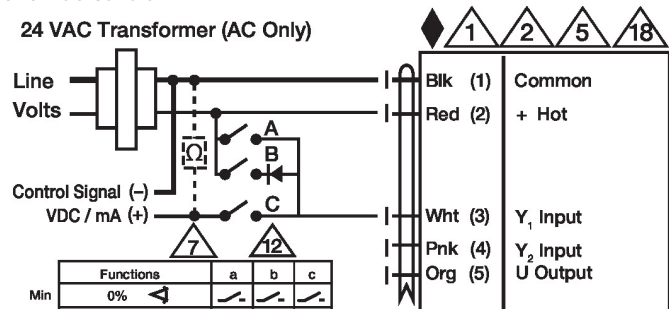 24 VAC Transformer (AC Only)
1 2 5 18
Line
Volts
Blk (1) Common
Red (2) + Hot
A
Ω
B
Control Signal (–)
C
VDC / mA (+)
Wht (3) Y1 Input
7 12
Pnk (4) Y2 Input
Org (5) U Output
Functions a b c
Min 0%